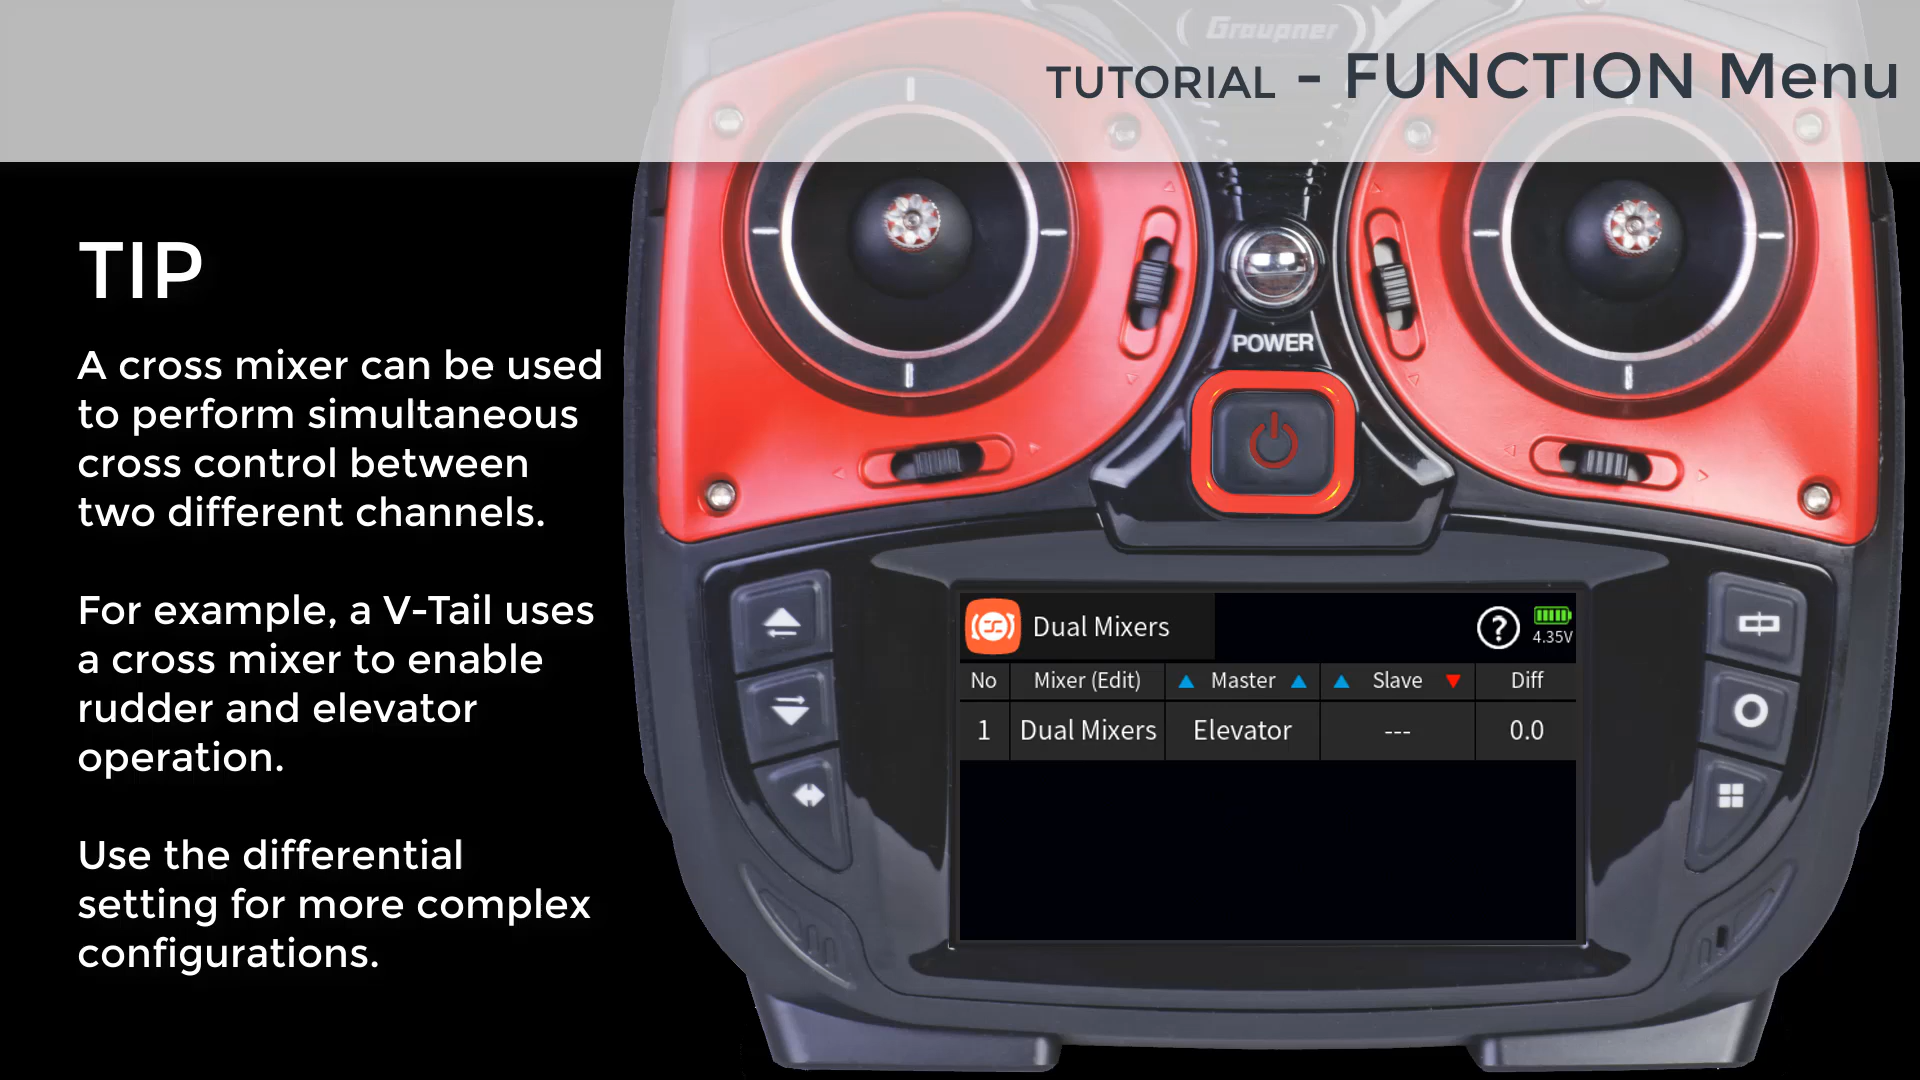 Graupner
TUTORIAL - FUNCTION Menu
TIP
A cross mixer can be used
to perform simultaneous
cross control between
two different channels.
For example, a V-Tail uses
a cross mixer to enable
rudder and elevator
operation.
Use the differential
setting for more complex
configurations.
POWER
Dual Mixers
?
4.35V
No Mixer (Edit) ▲ Master ▲ ▲ Slave ▼ Diff
1 Dual Mixers Elevator --- 0.0